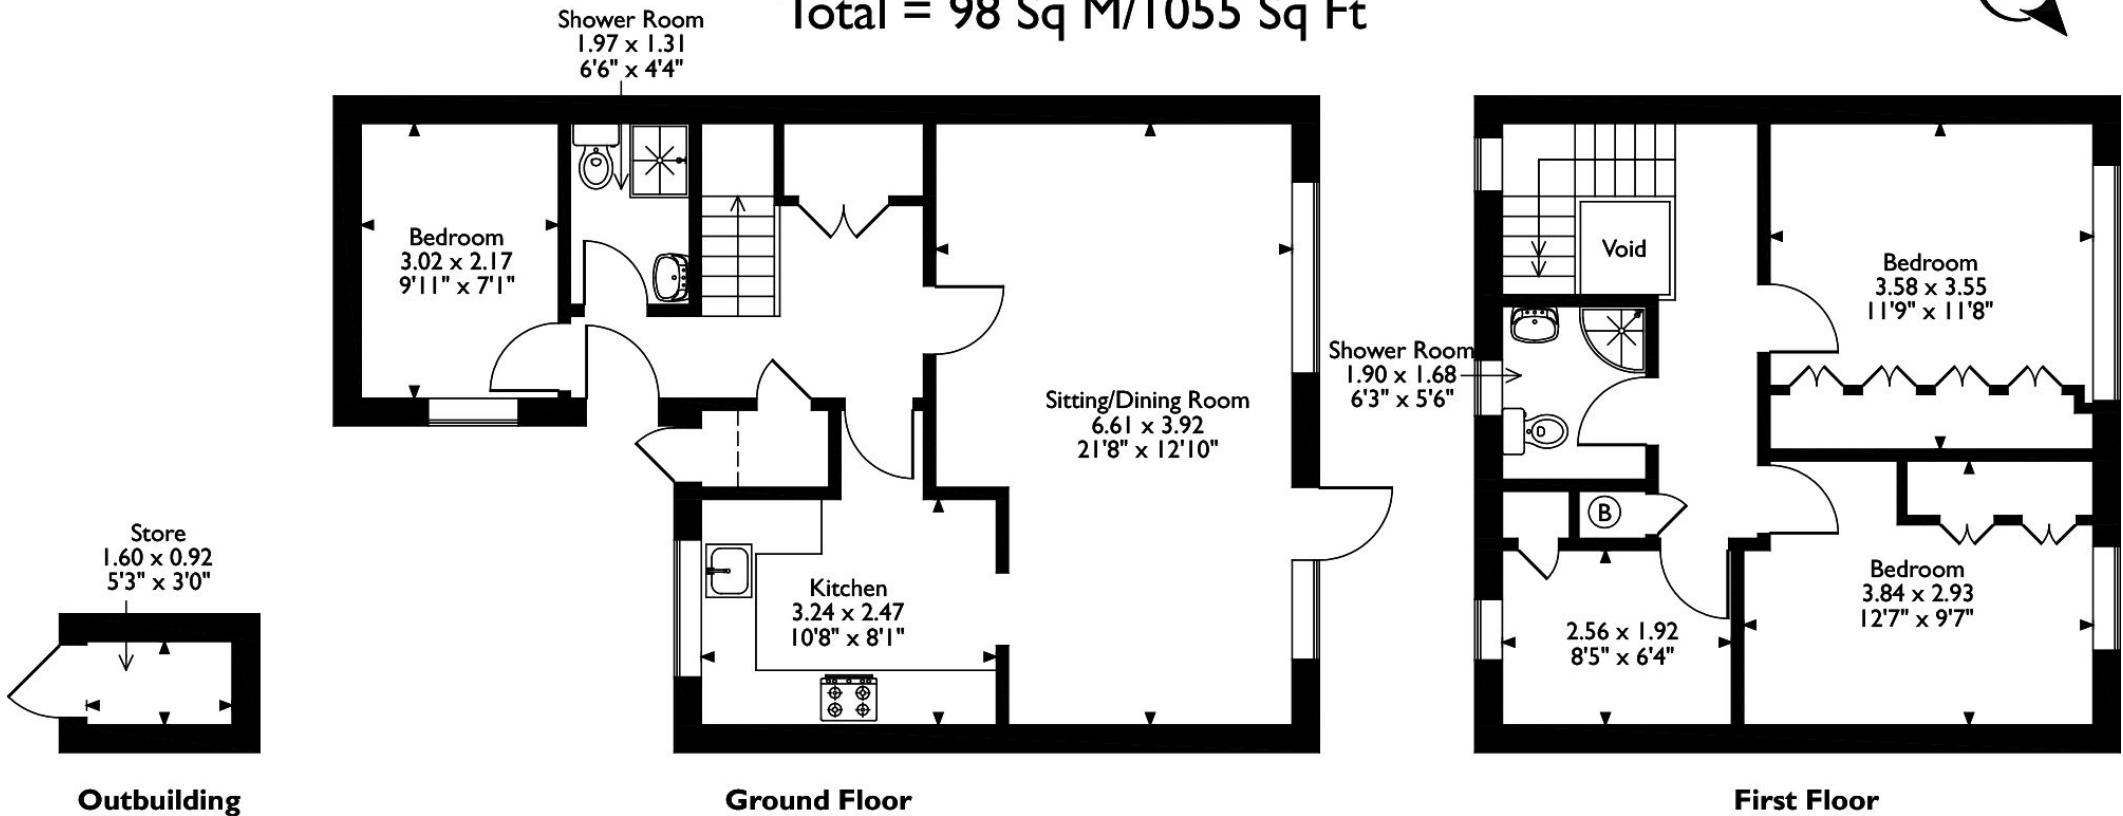 Total = 98 Sq M/1055 Sq Ft
Shower Room
1.97 x 1.31
6'6" x 4'4"
Bedroom
3.02 x 2.17
9'11" x 7'1"
Sitting/Dining Room
6.61 x 3.92
21'8" x 12'10"
Kitchen
3.24 x 2.47
10'8" x 8'1"
Store
1.60 x 0.92
5'3" x 3'0"
Void
Bedroom
3.58 x 3.55
11'9" x 11'8"
Shower Room
1.90 x 1.68
6'3" x 5'6"
B
Bedroom
3.84 x 2.93
12'7" x 9'7"
2.56 x 1.92
8'5" x 6'4"
Outbuilding
Ground Floor
First Floor